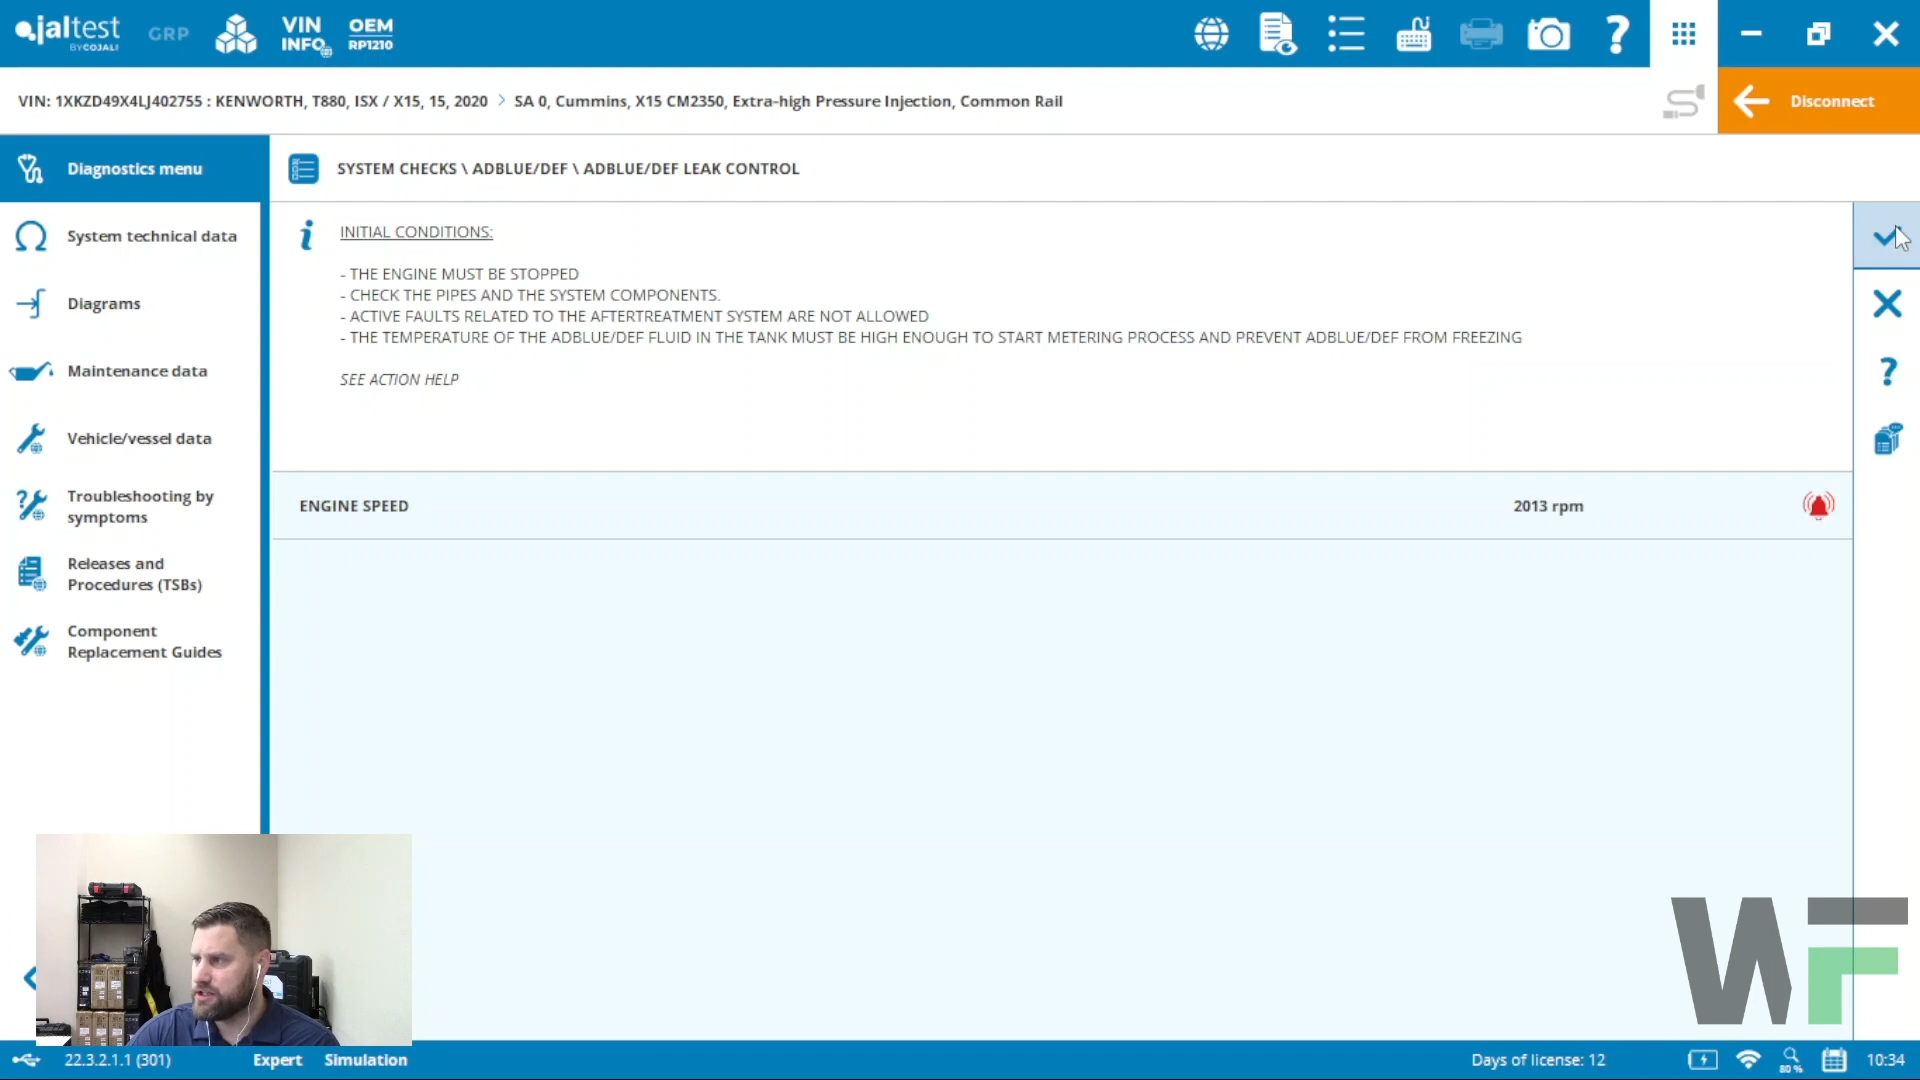 jaltest
BY COJALI
GRP
VIN
INFO
OEM
RP1210
VIN: 1XKZD49X4LJ402755 : KENWORTH, T880, ISX / X15, 15, 2020 > SA 0, Cummins, X15 CM2350, Extra-high Pressure Injection, Common Rail
Disconnect
Diagnostics menu
System technical data
Diagrams
Maintenance data
Vehicle/vessel data
Troubleshooting by
symptoms
Releases and
Procedures (TSBs)
Component
Replacement Guides
SYSTEM CHECKS \ ADBLUE/DEF \ ADBLUE/DEF LEAK CONTROL
INITIAL CONDITIONS:
- THE ENGINE MUST BE STOPPED
- CHECK THE PIPES AND THE SYSTEM COMPONENTS.
- ACTIVE FAULTS RELATED TO THE AFTERTREATMENT SYSTEM ARE NOT ALLOWED
- THE TEMPERATURE OF THE ADBLUE/DEF FLUID IN THE TANK MUST BE HIGH ENOUGH TO START METERING PROCESS AND PREVENT ADBLUE/DEF FROM FREEZING
SEE ACTION HELP
ENGINE SPEED 2013 rpm
WF
22.3.2.1.1 (301) Expert Simulation Days of license: 12 80 % 10:34